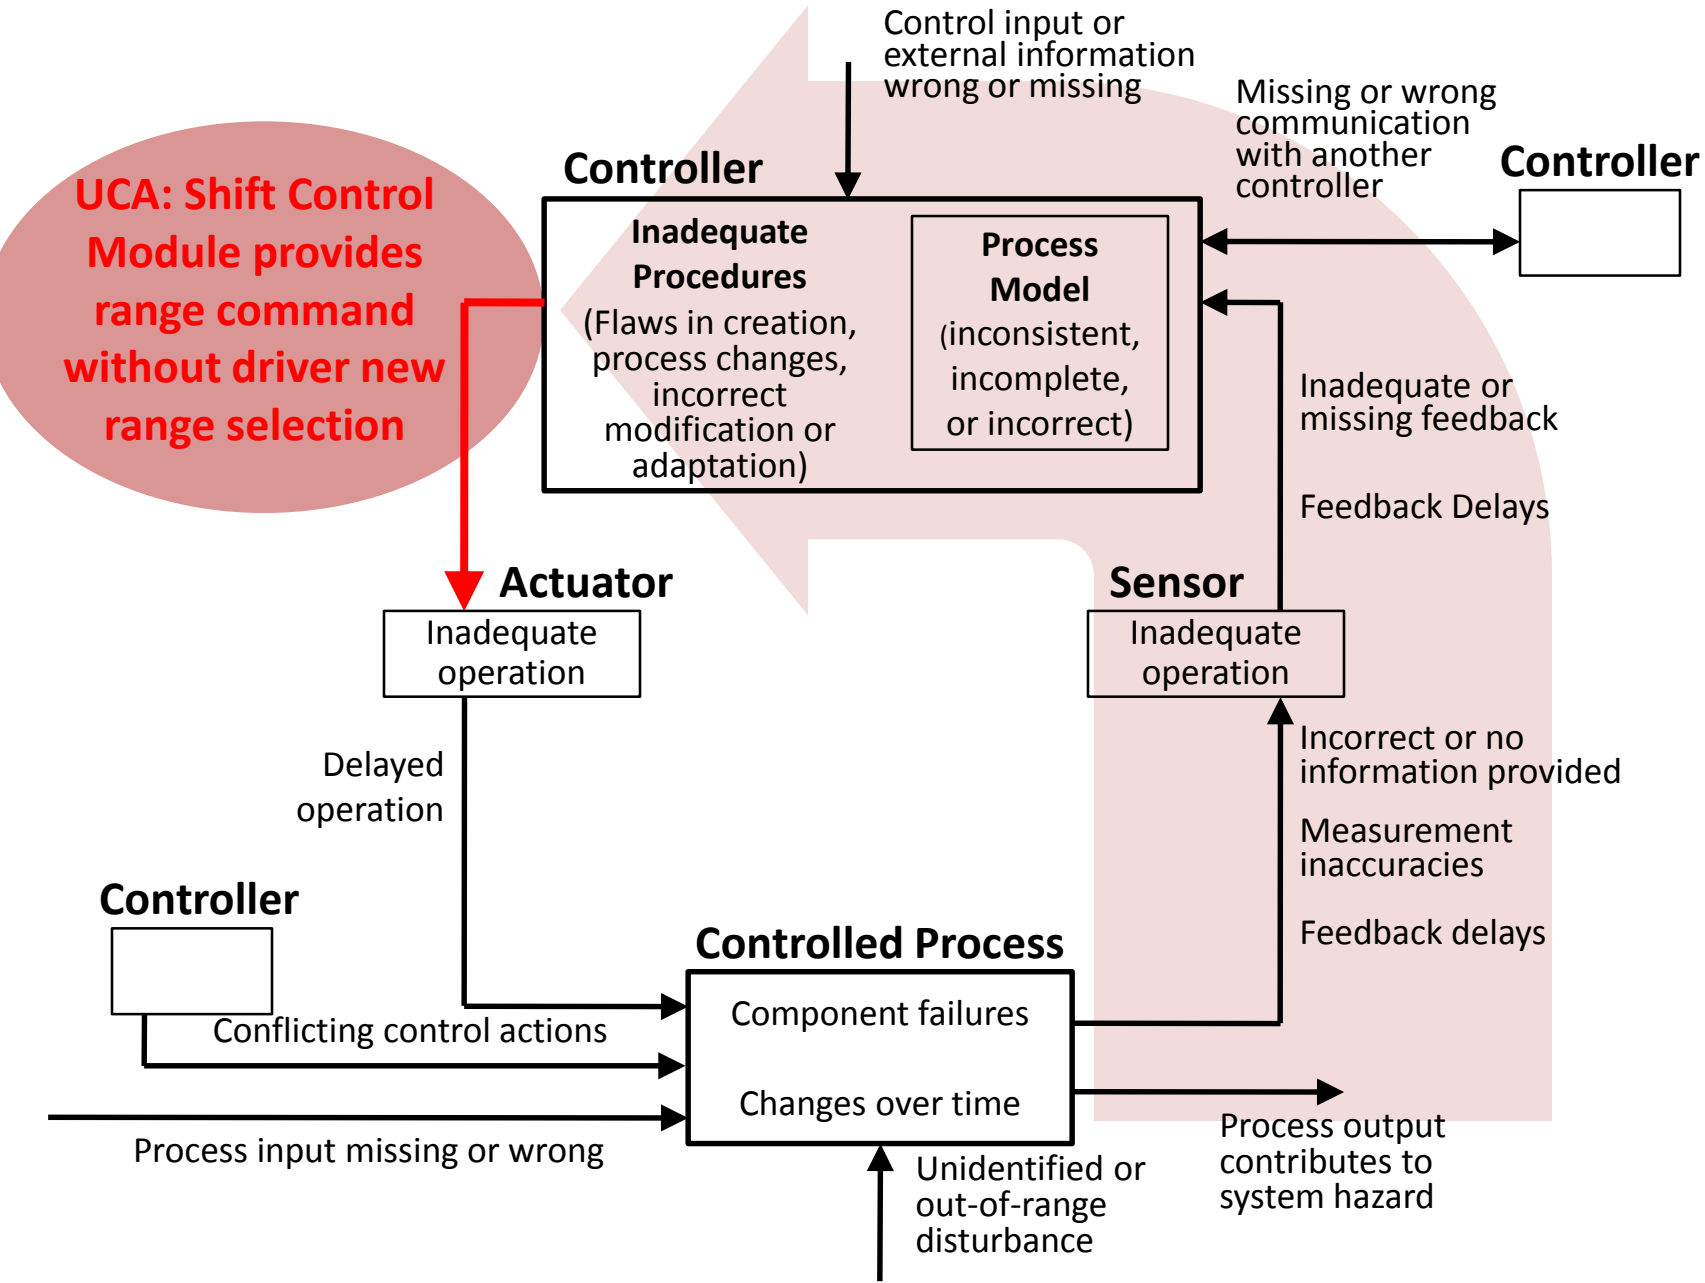 Control input or
external information
wrong or missing
Missing or wrong
communication
with another
controller
Controller
Controller
UCA: Shift Control
Module provides
range command
without driver new
range selection
Inadequate
Procedures
(Flaws in creation,
process changes,
incorrect
modification or
adaptation)
Process
Model
(inconsistent,
incomplete,
or incorrect)
Inadequate or
missing feedback
Feedback Delays
Actuator
Inadequate
operation
Sensor
Inadequate
operation
Delayed
operation
Incorrect or no
information provided
Measurement
inaccuracies
Feedback delays
Controller
Controlled Process
Component failures
Changes over time
Conflicting control actions
Process input missing or wrong
Unidentified or
out-of-range
disturbance
Process output
contributes to
system hazard